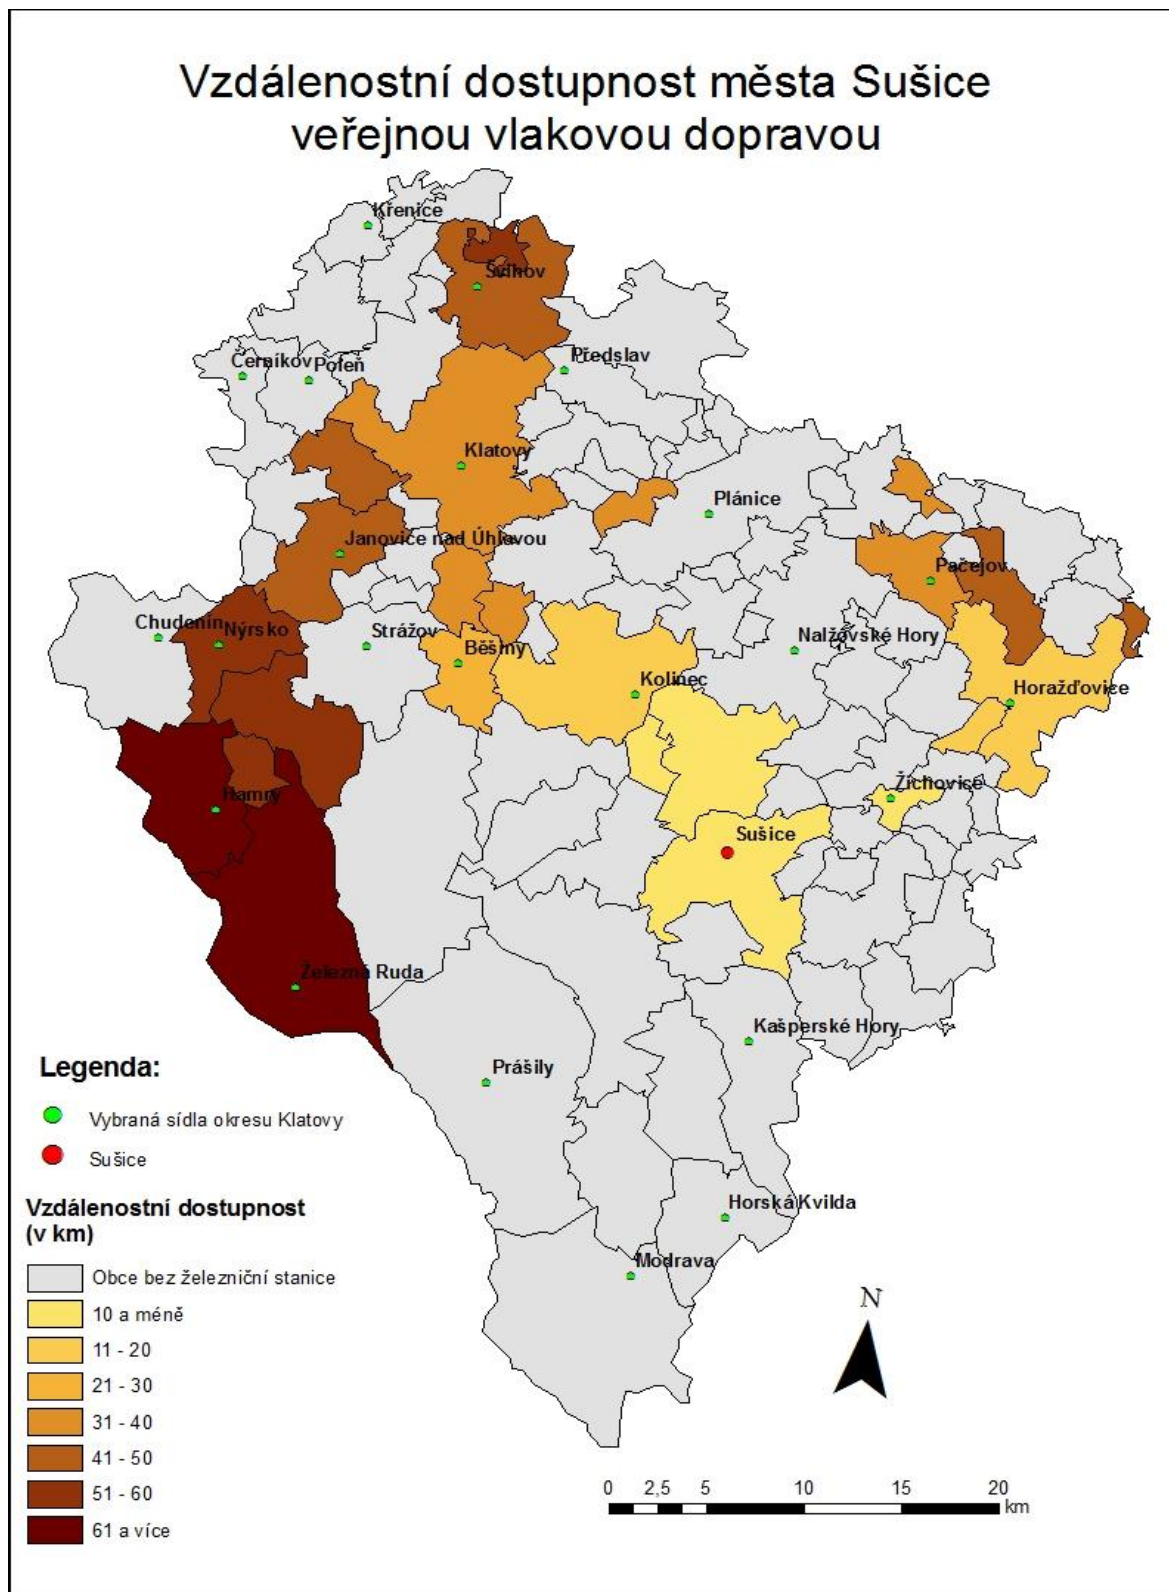 Vzdálenostní dostupnost města Sušice
veřejnou vlakovou dopravou
Křenice
Švihov
Předslav
Černíkov
Poleň
Klatovy
Plánice
Janovice nad Úhlavou
Pačejov
Chudenín
Nýrsko
Strážov
Běšiny
Nalžovské Hory
Kolinec
Horažďovice
Hamry
Žichovice
Sušice
Železná Ruda
Kašperské Hory
Prášily
Horská Kvilda
Modrava
Legenda:
Vybraná sídla okresu Klatovy
Sušice
Vzdálenostní dostupnost
(v km)
Obce bez železniční stanice
10 a méně
11 - 20
21 - 30
31 - 40
41 - 50
51 - 60
61 a více
N
0 2,5 5 10 15 20
km